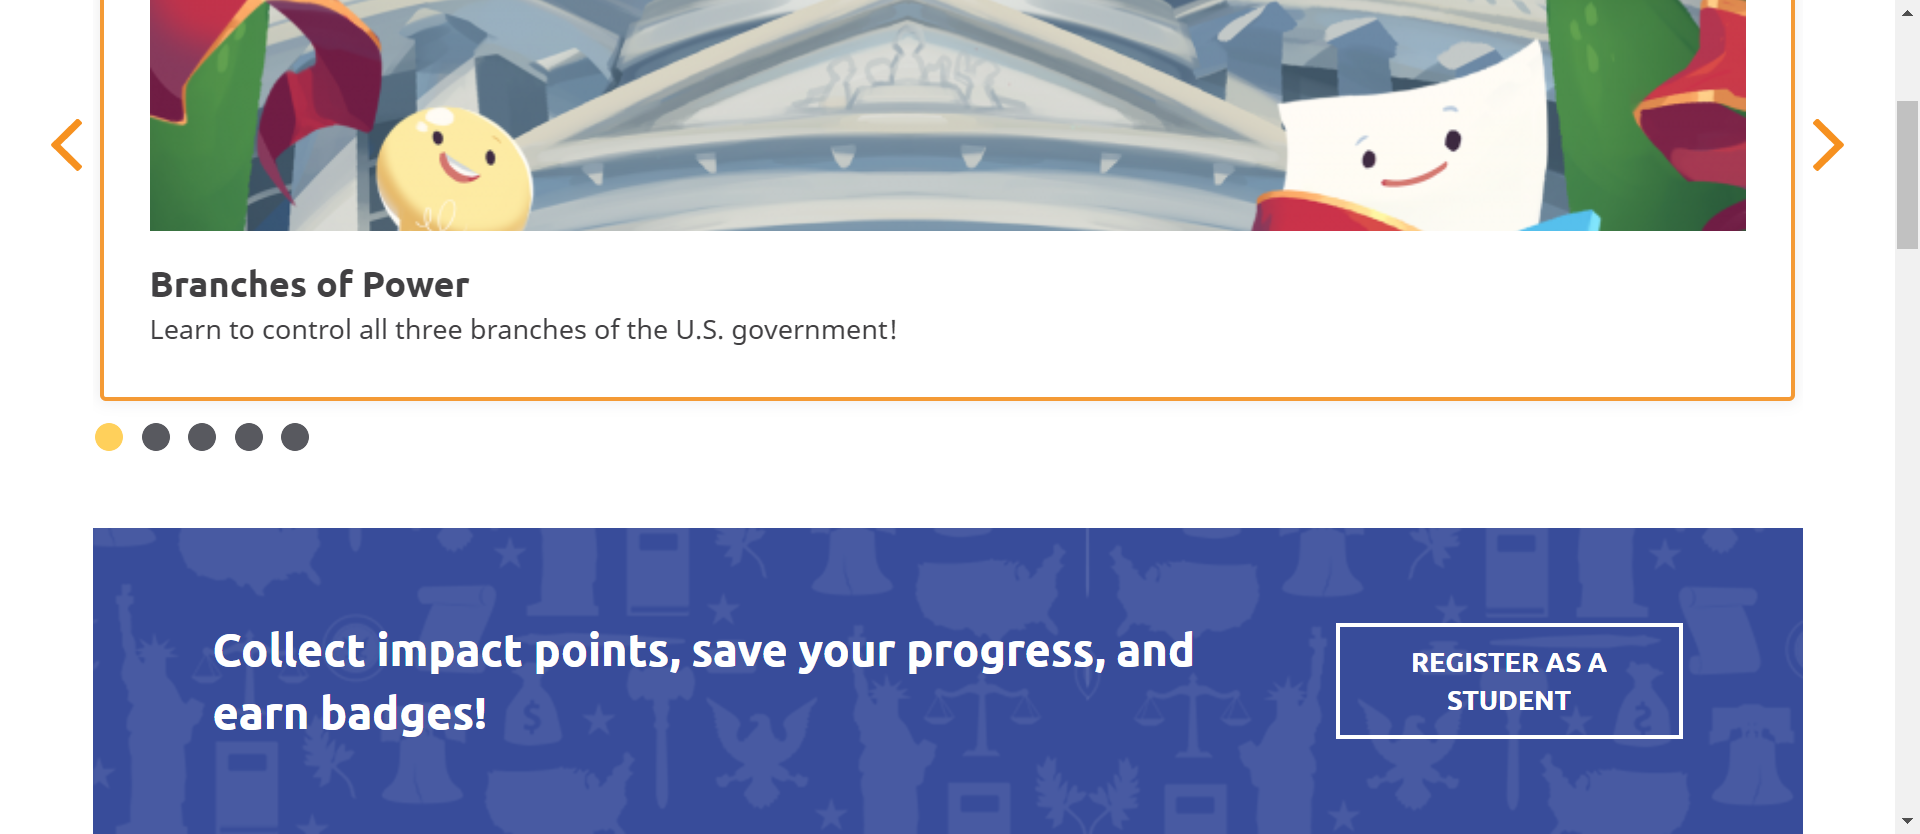 Branches of Power
Learn to control all three branches of the U.S. government!
Collect impact points, save your progress, and
earn badges!
REGISTER AS A
STUDENT